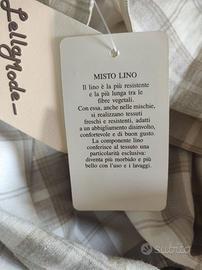 Lellamode
MISTO LINO
Il lino è la più resistente
e la più lunga tra le
fibre vegetali.
Con essa, anche nelle mischie,
si realizzano tessuti
freschi e resistenti, adatti
a un abbigliamento disinvolto,
confortevole e di buon gusto.
La componente lino
conferisce al tessuto una
particolarità esclusiva:
diventa più morbido e più
bello con l'uso e i lavaggi.
subito